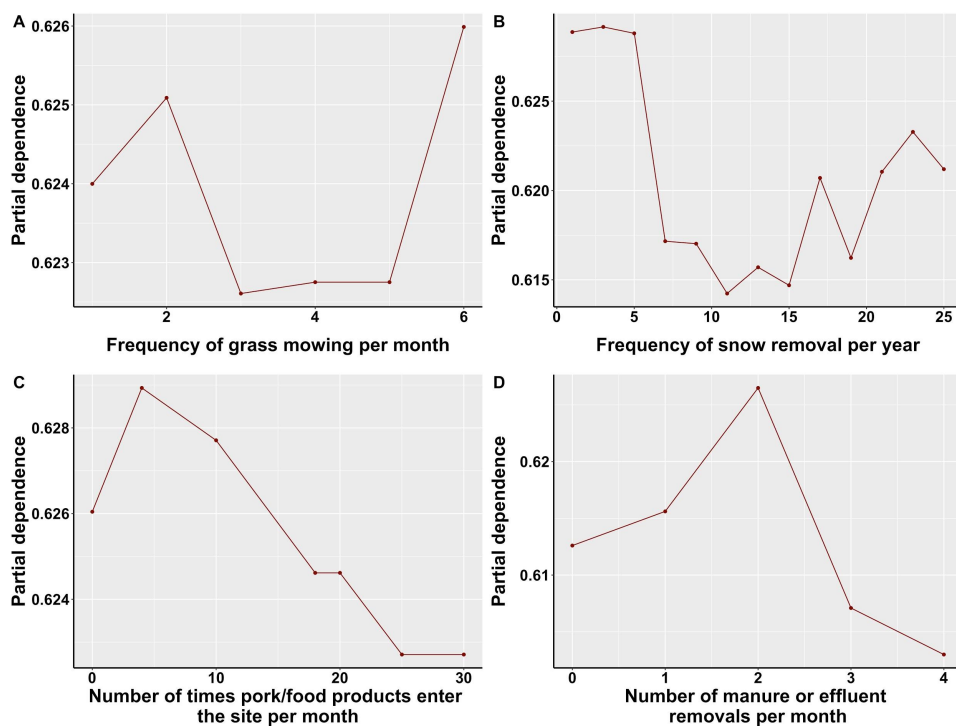 A
Partial dependence
0.626
0.625
0.624
0.623
2
4
6
Frequency of grass mowing per month
B
Partial dependence
0.625
0.620
0.615
0
5
10
15
20
25
Frequency of snow removal per year
C
Partial dependence
0.628
0.626
0.624
0
10
20
30
Number of times pork/food products enter
the site per month
D
Partial dependence
0.62
0.61
0
1
2
3
4
Number of manure or effluent
removals per month